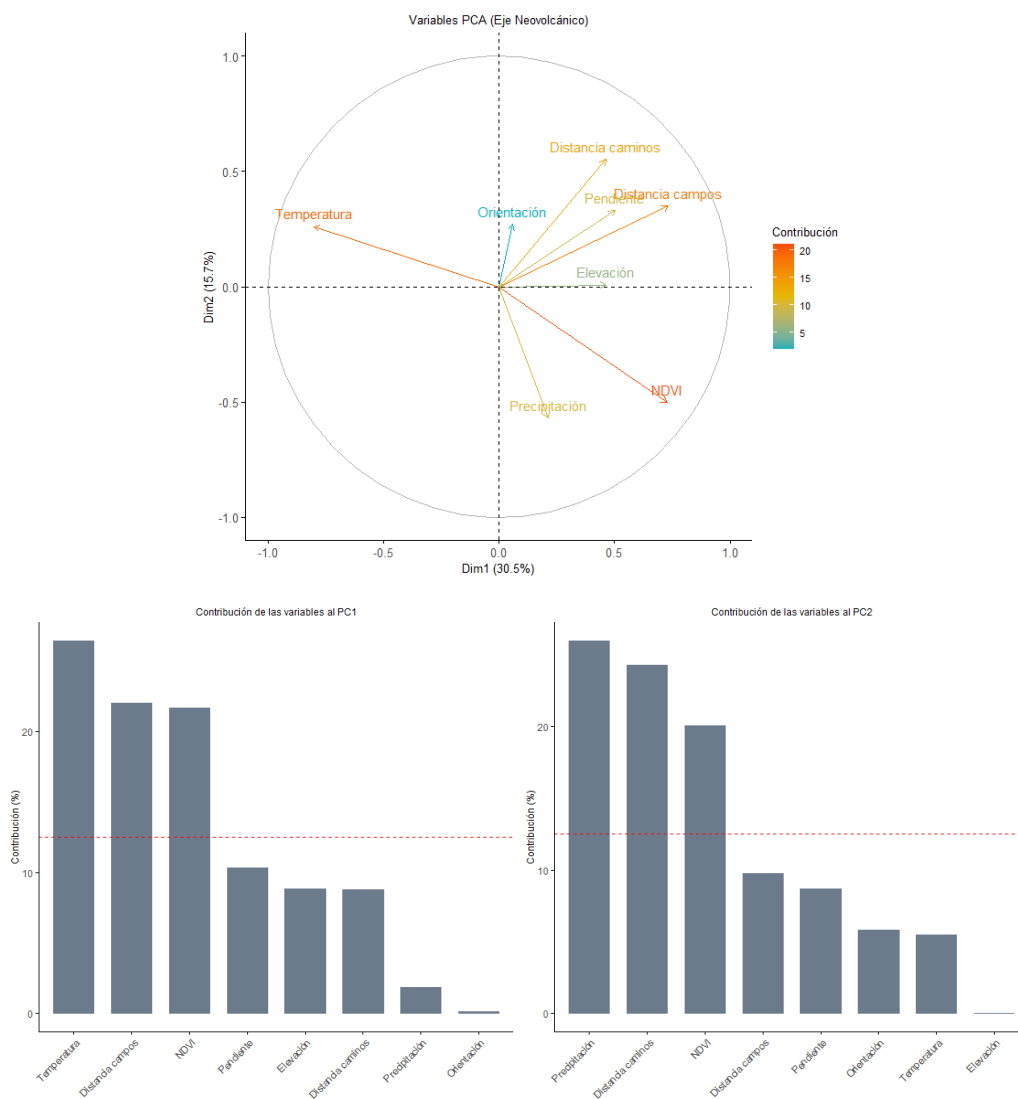 Variables PCA (Eje Neovolcánico)
1.0
0.5
0.0
-0.5
-1.0
Dim2 (15.7%)
Distancia caminos
Distancia campos
Pendiente
Orientación
Temperatura
Elevación
NDVI
Precipitación
-1.0 -0.5 0.0 0.5 1.0
Dim1 (30.5%)
Contribución
20
15
10
5
Contribución de las variables al PC1
Contribución (%)
20
10
0
Temperatura
Distancia campos
NDVI
Pendiente
Elevación
Distancia caminos
Precipitación
Orientación
Contribución de las variables al PC2
Contribución (%)
20
10
0
Precipitación
Distancia caminos
NDVI
Distancia campos
Pendiente
Orientación
Temperatura
Elevación